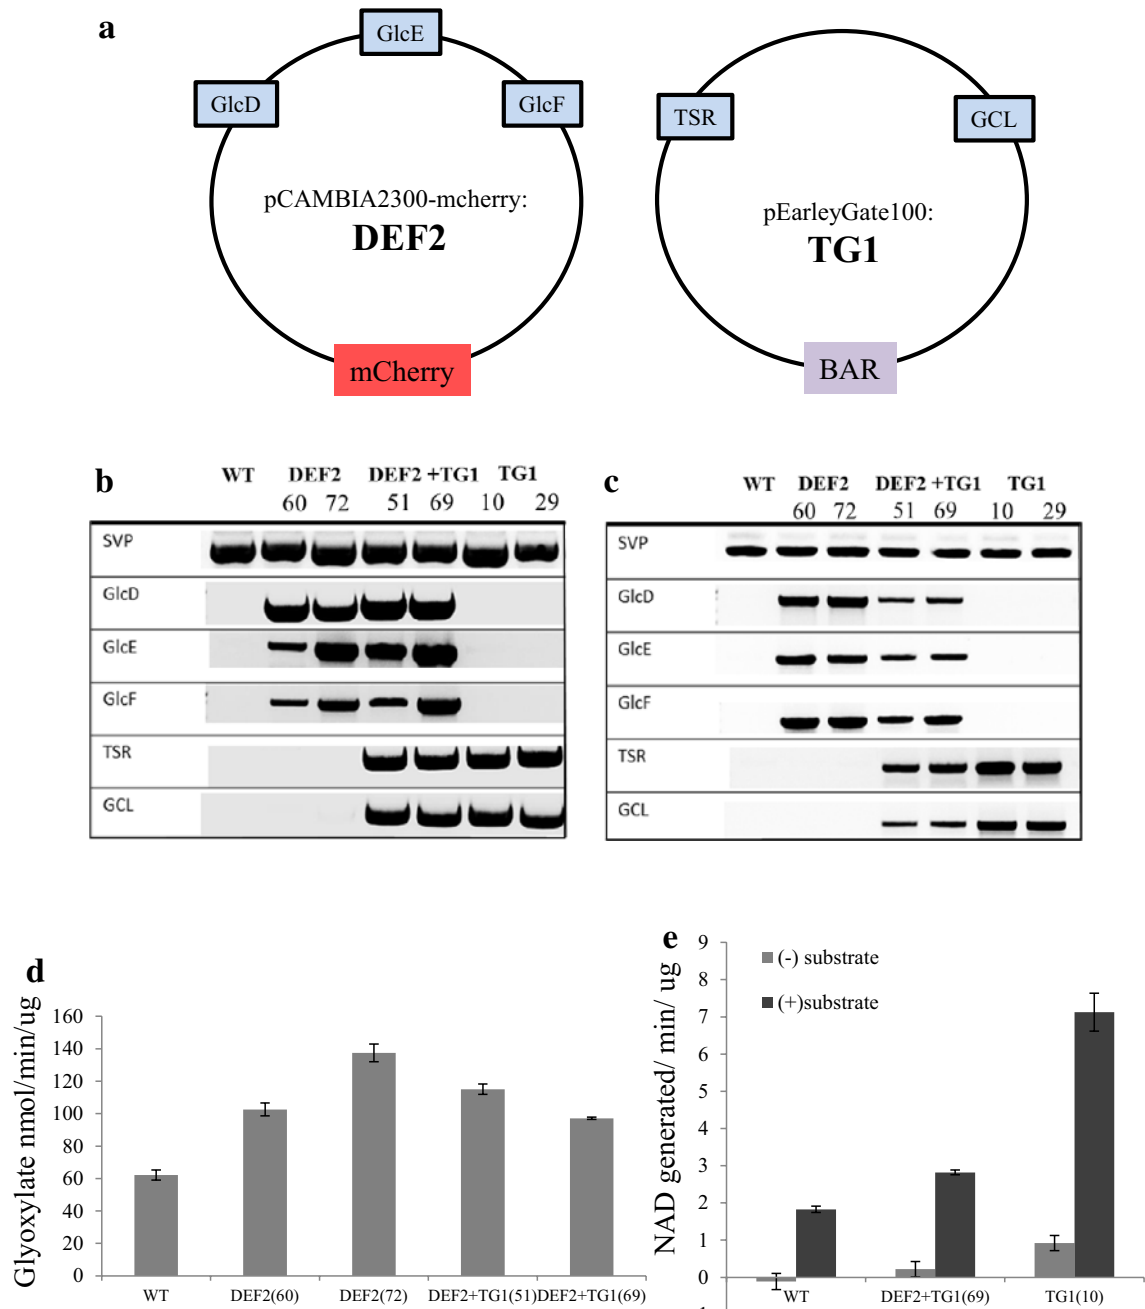 a
GlcE
GlcD
GlcF
pCAMBIA2300-mcherry:
DEF2
mCherry
TSR
GCL
pEarleyGate100:
TG1
BAR
b
WT DEF2 DEF2 +TG1 TG1
60 72 51 69 10 29
SVP
GlcD
GlcE
GlcF
TSR
GCL
c
WT DEF2 DEF2 +TG1 TG1
60 72 51 69 10 29
SVP
GlcD
GlcE
GlcF
TSR
GCL
d
Glyoxylate nmol/min/ug
160
140
120
100
80
60
40
20
0
WT DEF2(60) DEF2(72) DEF2+TG1(51) DEF2+TG1(69)
e
NAD generated/ min/ ug
9
8
7
6
5
4
3
2
1
0
(-) substrate
(+)substrate
WT DEF2+TG1(69) TG1(10)